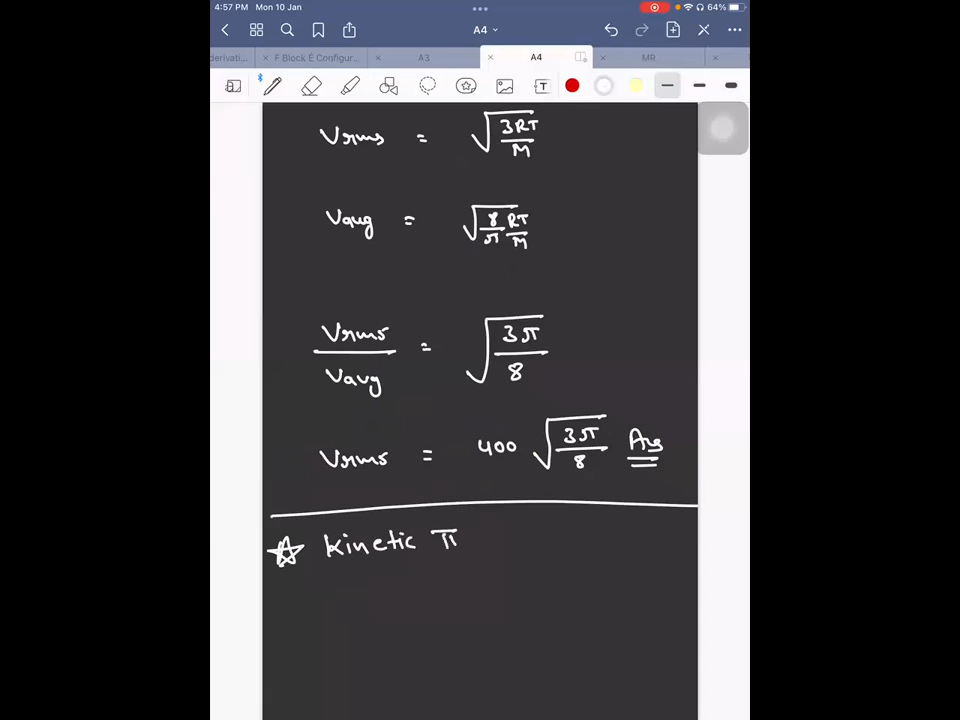 4:57 PM Mon 10 Jan
64%
A4
derivati...
F Block É Configur...
A3
A4
MR
T
Vrms = √(3RT/M)
Vavg = √(8/π RT/M)
Vrms/Vavg = √(3π/8)
Vrms = 400 √(3π/8) Ans
☆ Kinetic Π